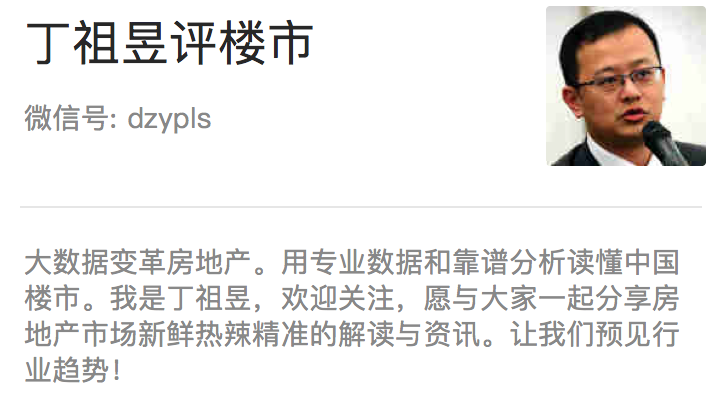 丁祖昱评楼市
微信号: dzypls
大数据变革房地产。用专业数据和靠谱分析读懂中国
楼市。我是丁祖昱，欢迎关注，愿与大家一起分享房
地产市场新鲜热辣精准的解读与资讯。让我们预见行
业趋势！